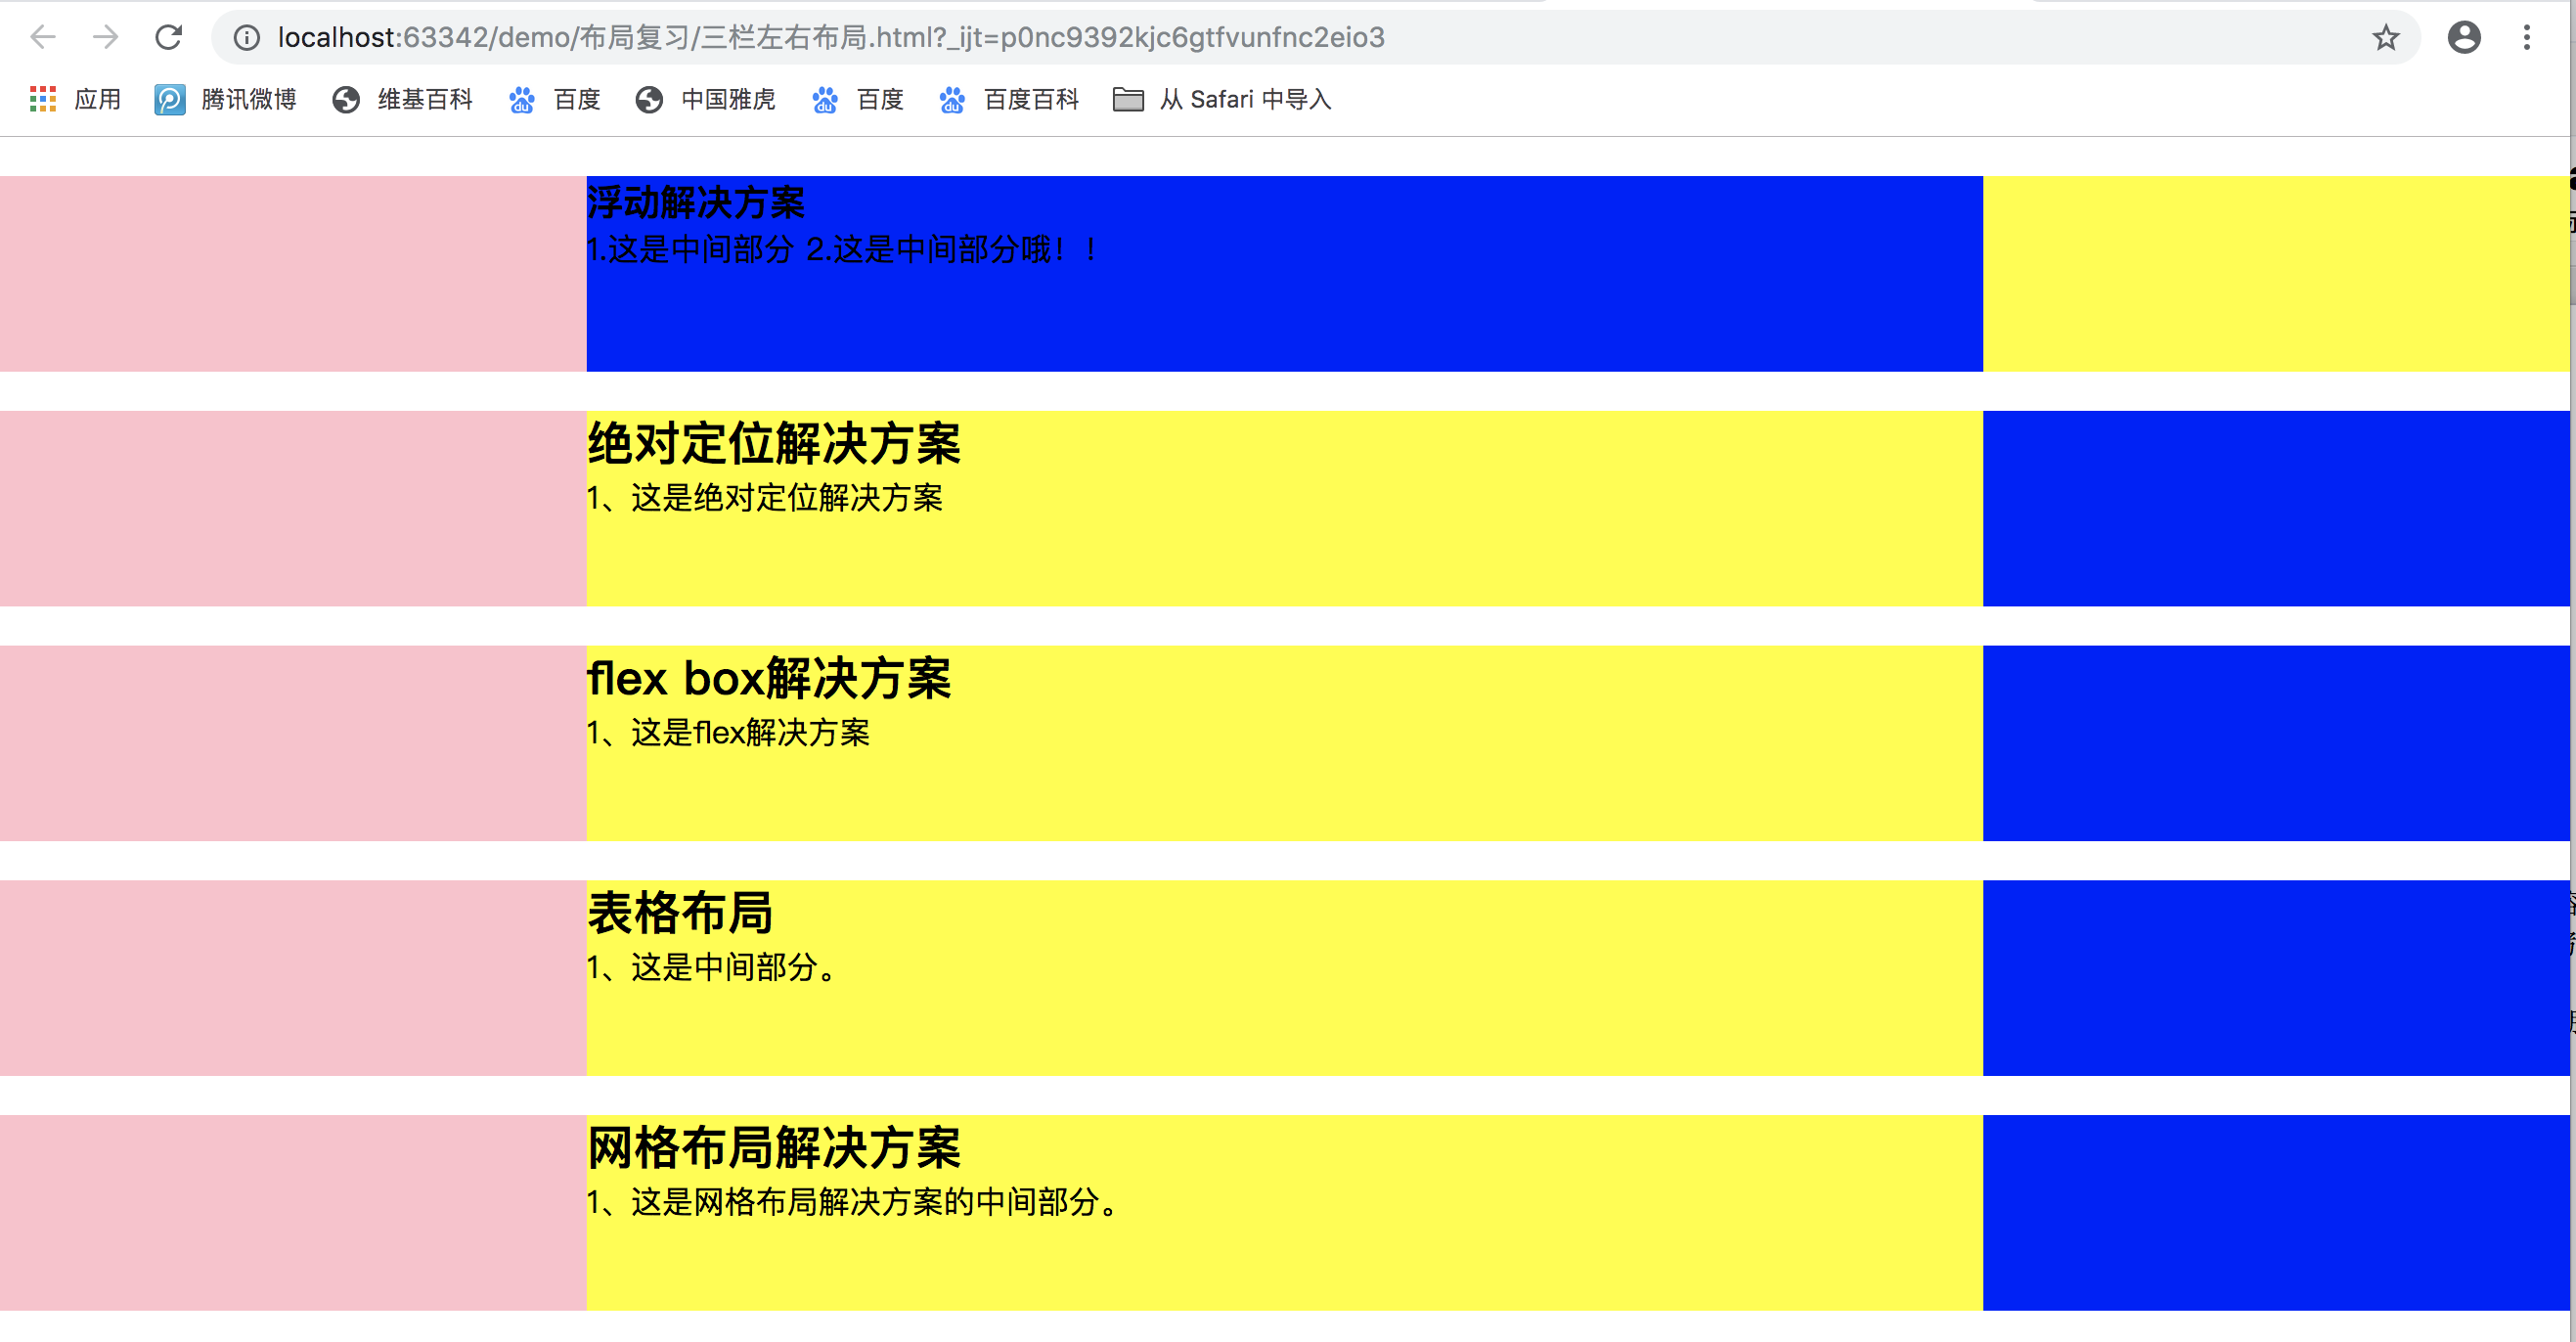 localhost:63342/demo/布局复习/三栏左右布局.html?_ijt=p0nc9392kjc6gtfvunfnc2eio3
应用 腾讯微博 维基百科 百度 中国雅虎 百度 百度百科 从 Safari 中导入
浮动解决方案
1.这是中间部分 2.这是中间部分哦！！
绝对定位解决方案
1、这是绝对定位解决方案
flex box解决方案
1、这是flex解决方案
表格布局
1、这是中间部分。
网格布局解决方案
1、这是网格布局解决方案的中间部分。